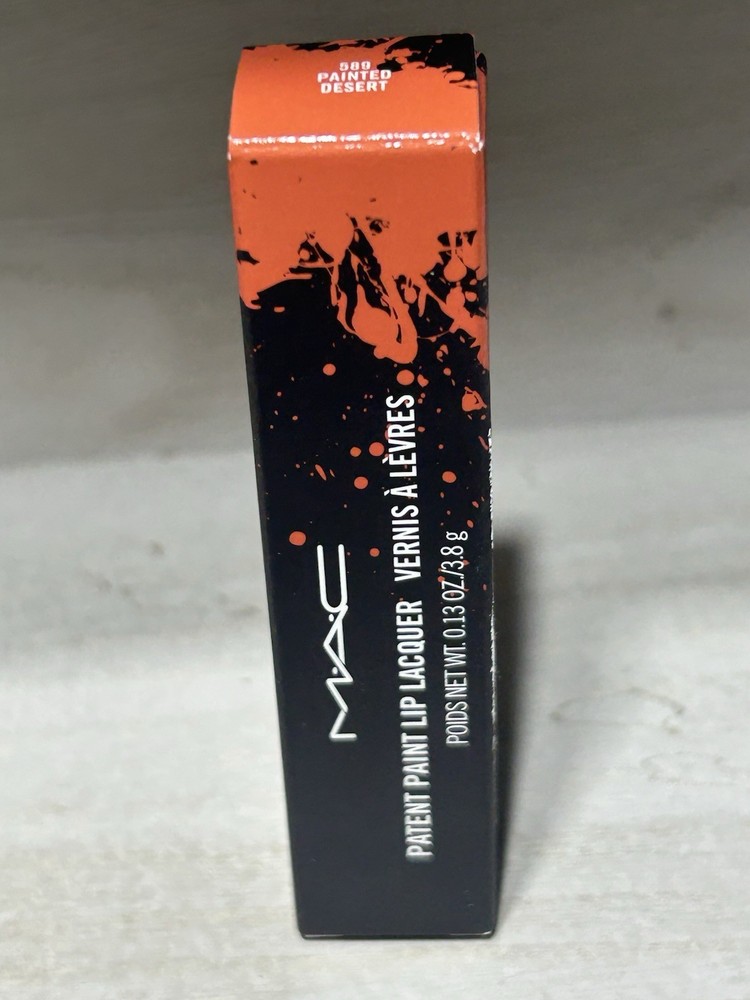 589
PAINTED
DESERT
M·A·C
PATENT PAINT LIP LACQUER VERNIS À LÈVRES
POIDS NET WT. 0.13 OZ./3.8 g